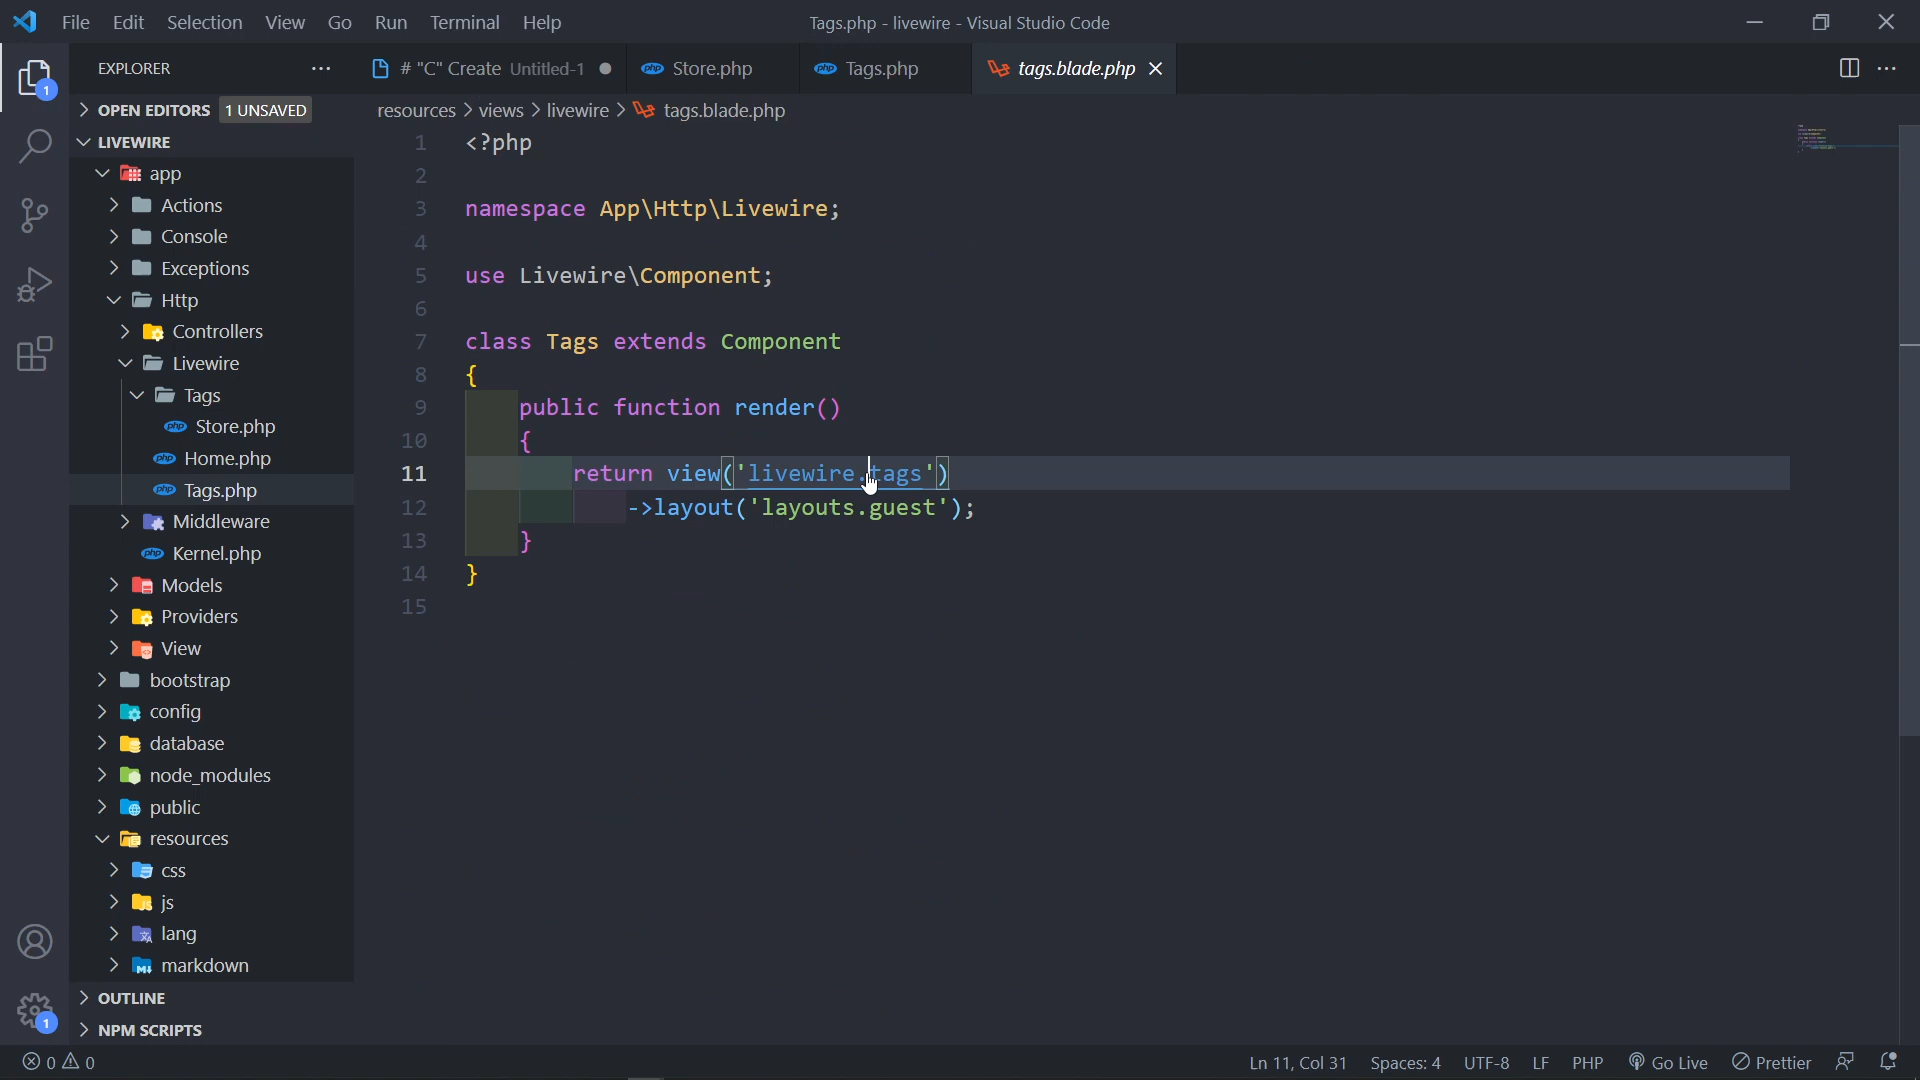 File Edit Selection View Go Run Terminal Help
Tags.php - livewire - Visual Studio Code
EXPLORER
# "C" Create Untitled-1
Store.php
Tags.php
tags.blade.php
1
OPEN EDITORS 1 UNSAVED
resources > views > livewire > tags.blade.php
LIVEWIRE
app
Actions
Console
Exceptions
Http
Controllers
Livewire
Tags
Store.php
Home.php
Tags.php
Middleware
Kernel.php
Models
Providers
View
bootstrap
config
database
node_modules
public
resources
css
js
lang
markdown
OUTLINE
NPM SCRIPTS
1
1 <?php
2
3 namespace App\Http\Livewire;
4
5 use Livewire\Component;
6
7 class Tags extends Component
8 {
9 public function render()
10 {
11 return view('livewire.tags')
12 ->layout('layouts.guest');
13 }
14 }
15
0 0
Ln 11, Col 31 Spaces: 4 UTF-8 LF PHP Go Live Prettier